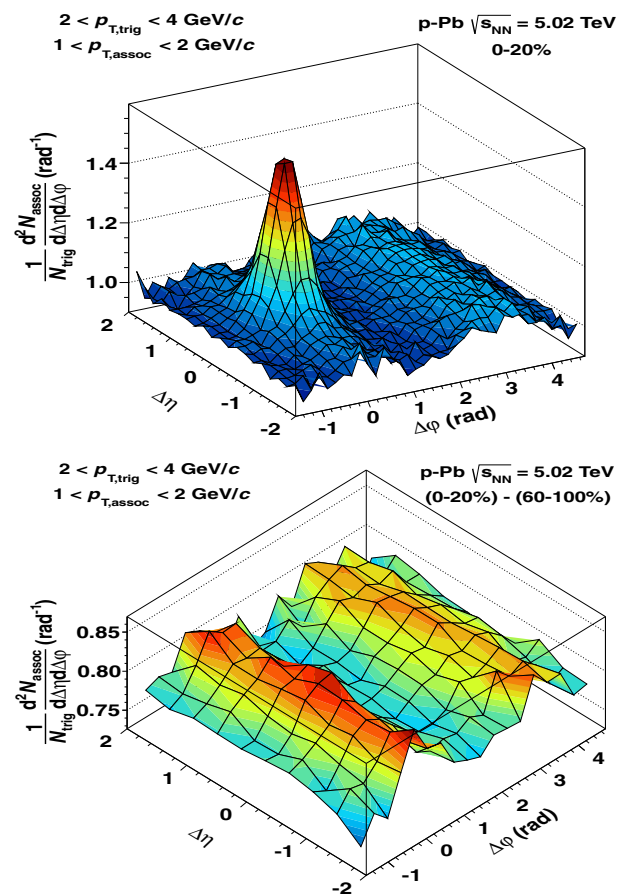 2 < p_T,trig < 4 GeV/c
p-Pb √s_NN = 5.02 TeV
1 < p_T,assoc < 2 GeV/c
0-20%
1/N_trig d²N_assoc/dΔηdΔφ (rad⁻¹)
1.4
1.2
1.0
2
1
0
-1
-2
Δη
-1
0
1
2
3
4
Δφ (rad)
2 < p_T,trig < 4 GeV/c
p-Pb √s_NN = 5.02 TeV
1 < p_T,assoc < 2 GeV/c
(0-20%) - (60-100%)
1/N_trig d²N_assoc/dΔηdΔφ (rad⁻¹)
0.85
0.80
0.75
2
1
0
-1
-2
Δη
-1
0
1
2
3
4
Δφ (rad)